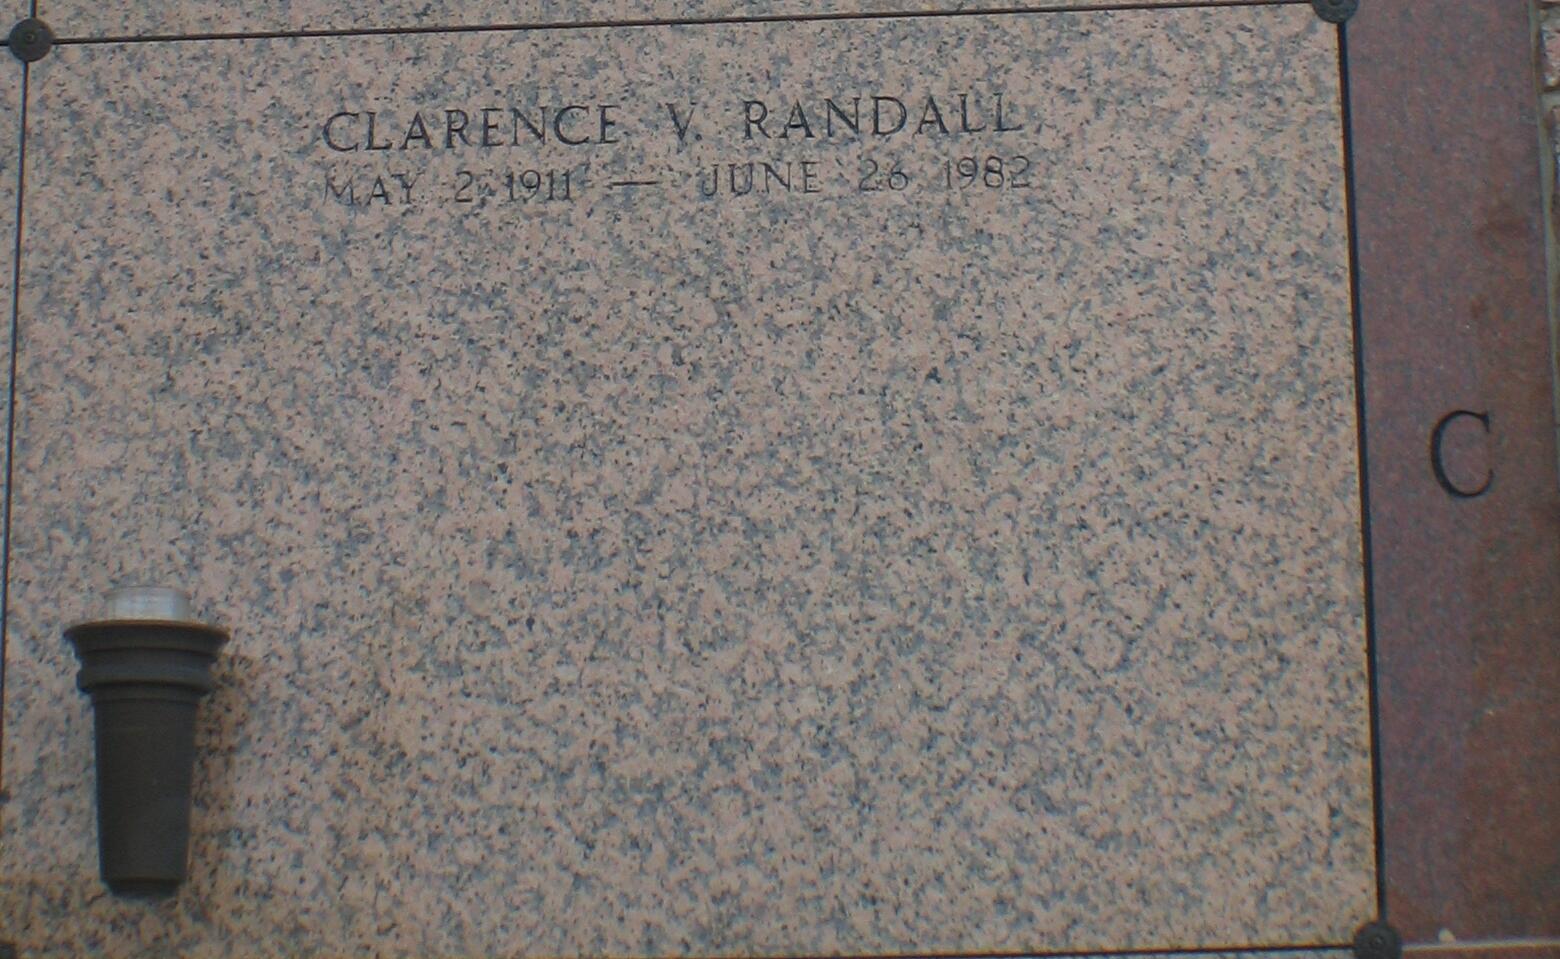 CLARENCE V. RANDALL
MAY 2, 1911 — JUNE 26 1982
C